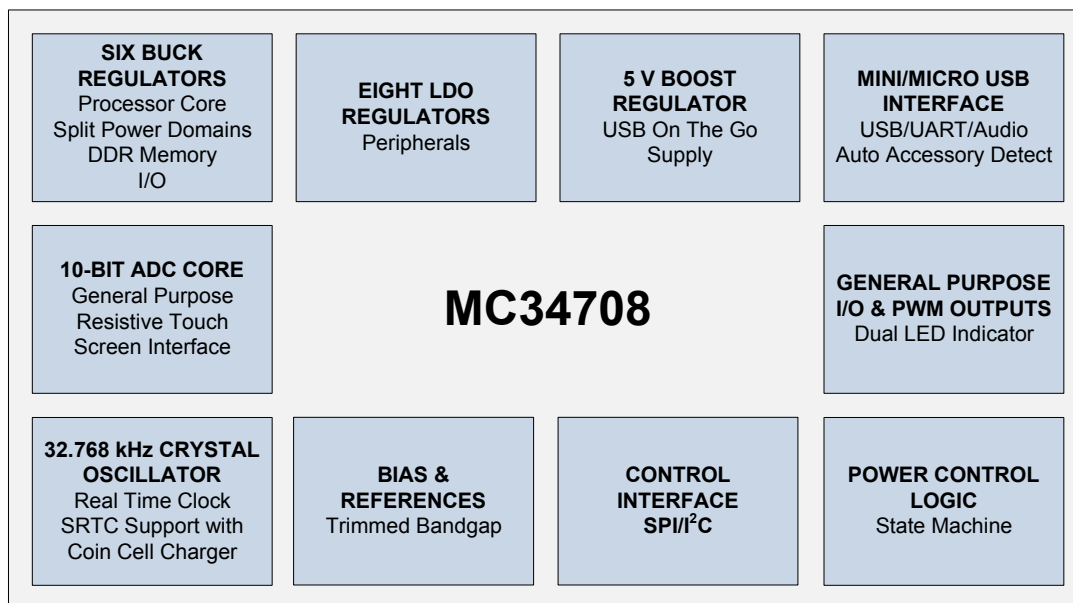 SIX BUCK
REGULATORS
Processor Core
Split Power Domains
DDR Memory
I/O
EIGHT LDO
REGULATORS
Peripherals
5 V BOOST
REGULATOR
USB On The Go
Supply
MINI/MICRO USB
INTERFACE
USB/UART/Audio
Auto Accessory Detect
10-BIT ADC CORE
General Purpose
Resistive Touch
Screen Interface
MC34708
GENERAL PURPOSE
I/O & PWM OUTPUTS
Dual LED Indicator
32.768 kHz CRYSTAL
OSCILLATOR
Real Time Clock
SRTC Support with
Coin Cell Charger
BIAS &
REFERENCES
Trimmed Bandgap
CONTROL
INTERFACE
SPI/I²C
POWER CONTROL
LOGIC
State Machine